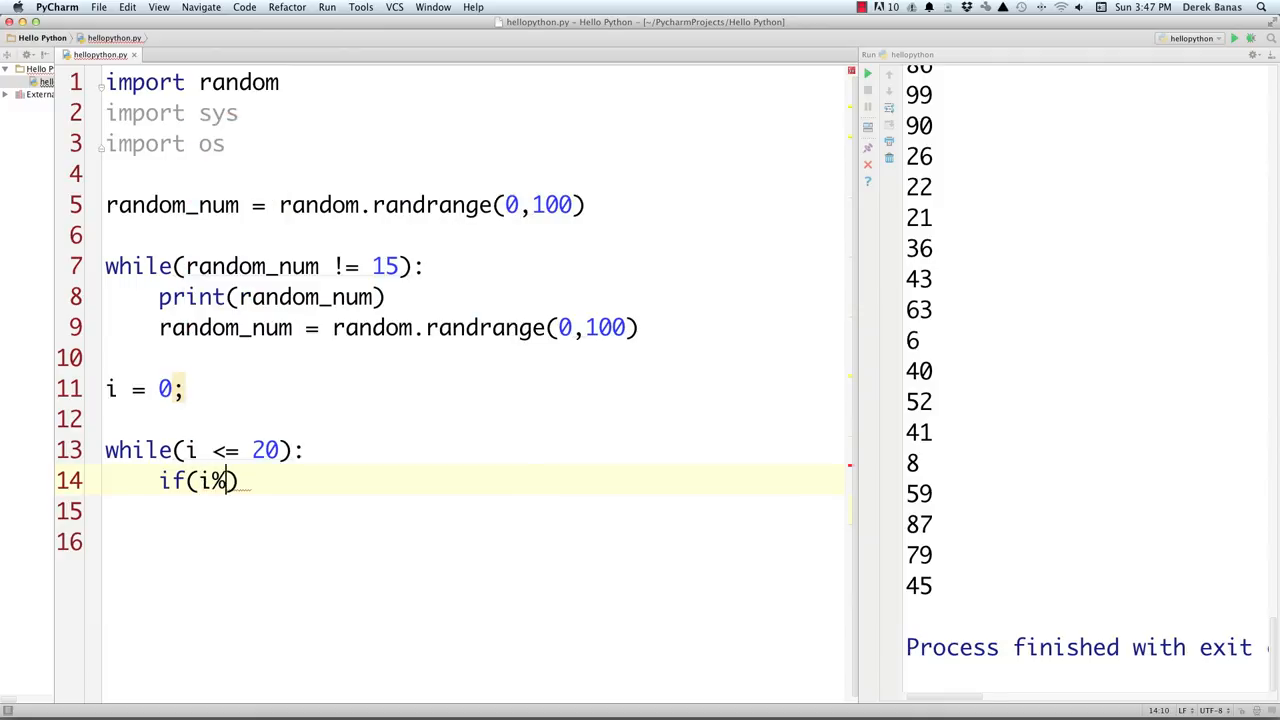 PyCharm File Edit View Navigate Code Refactor Run Tools VCS Window Help 10 Sun 3:47 PM Derek Banas
hellopython.py - Hello Python - [~/PycharmProjects/Hello Python]
Hello Python hellopython.py hellopython
hellopython.py Run hellopython
Hello P
hello
Externa
1 import random
2 import sys
3 import os
4
5 random_num = random.randrange(0,100)
6
7 while(random_num != 15):
8 print(random_num)
9 random_num = random.randrange(0,100)
10
11 i = 0;
12
13 while(i <= 20):
14 if(i%)
15
16
86
99
90
26
22
21
36
43
63
6
40
52
41
8
59
87
79
45
Process finished with exit
14:10 LF UTF-8